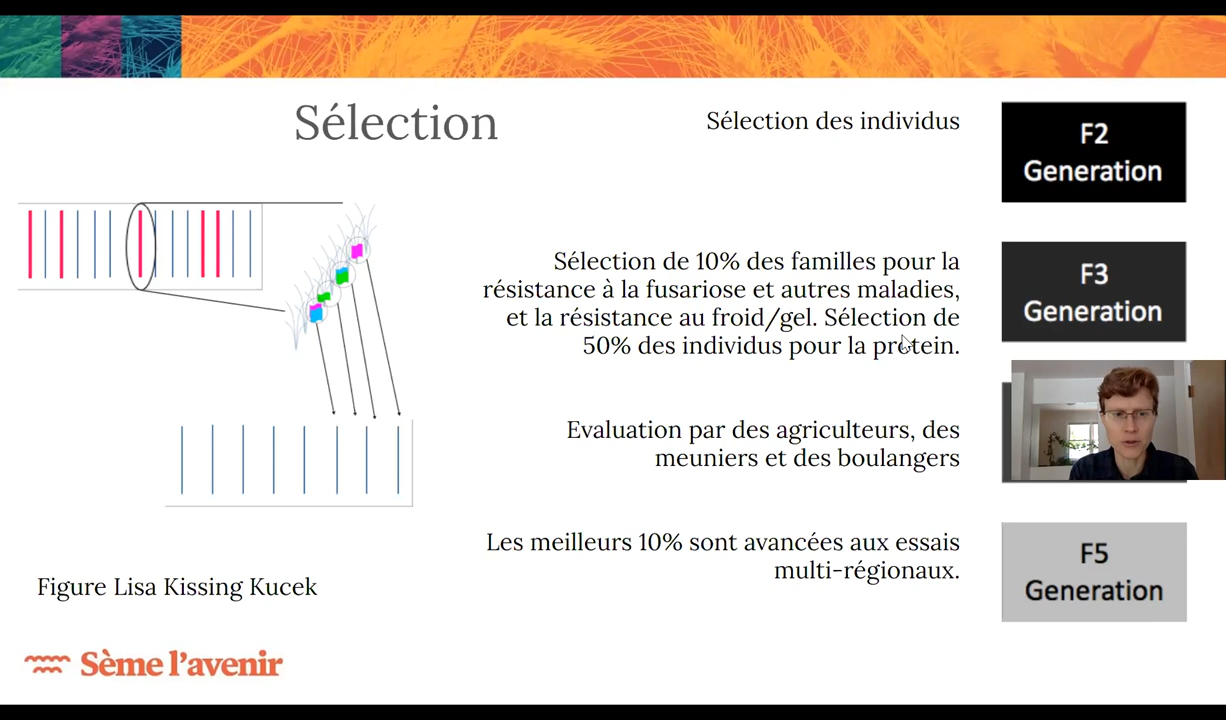 Sélection
Sélection des individus
F2
Generation
Sélection de 10% des familles pour la
résistance à la fusariose et autres maladies,
et la résistance au froid/gel. Sélection de
50% des individus pour la protein.
F3
Generation
Evaluation par des agriculteurs, des
meuniers et des boulangers
Les meilleurs 10% sont avancées aux essais
multi-régionaux.
F5
Generation
Figure Lisa Kissing Kucek
Sème l'avenir